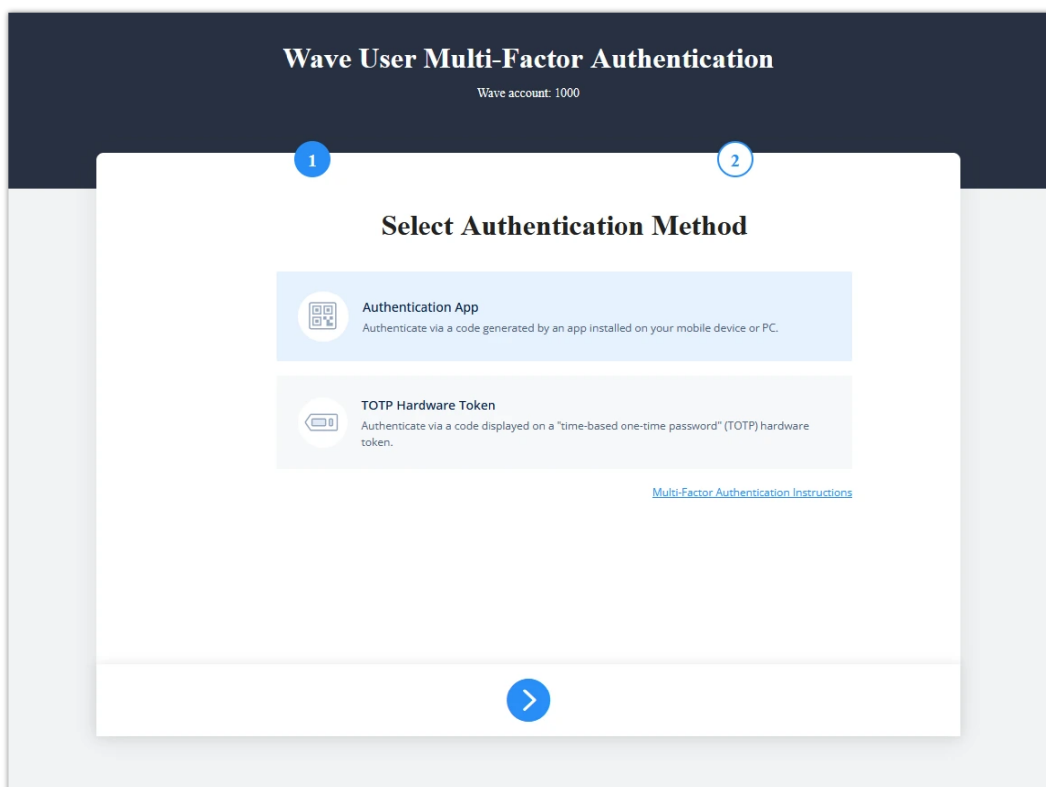 Wave User Multi-Factor Authentication
Wave account: 1000
1
2
Select Authentication Method
Authentication App
Authenticate via a code generated by an app installed on your mobile device or PC.
TOTP Hardware Token
Authenticate via a code displayed on a "time-based one-time password" (TOTP) hardware
token.
Multi-Factor Authentication Instructions